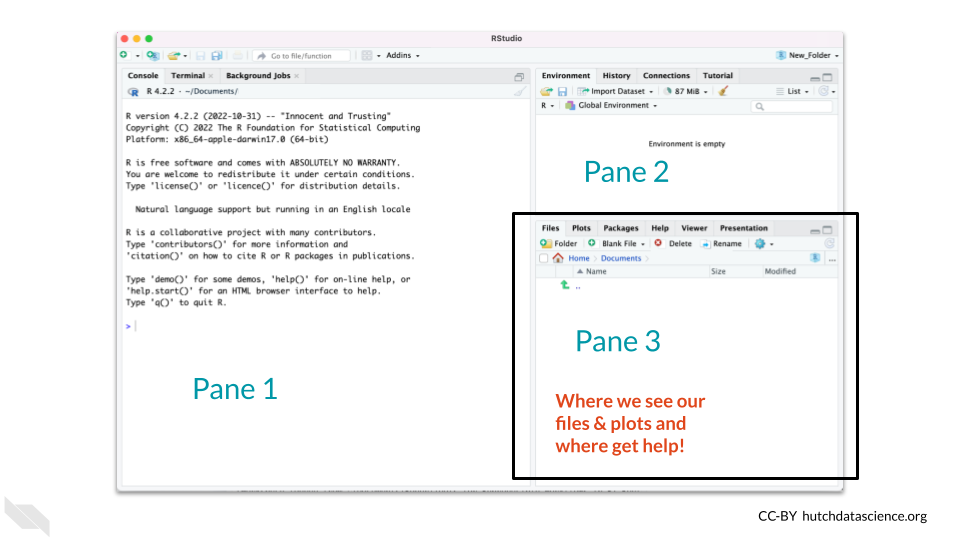 RStudio
Go to file/function
Addins
New_Folder
Console Terminal Background Jobs
R 4.2.2 · ~/Documents/
R version 4.2.2 (2022-10-31) -- "Innocent and Trusting"
Copyright (C) 2022 The R Foundation for Statistical Computing
Platform: x86_64-apple-darwin17.0 (64-bit)
R is free software and comes with ABSOLUTELY NO WARRANTY.
You are welcome to redistribute it under certain conditions.
Type 'license()' or 'licence()' for distribution details.
Natural language support but running in an English locale
R is a collaborative project with many contributors.
Type 'contributors()' for more information and
'citation()' on how to cite R or R packages in publications.
Type 'demo()' for some demos, 'help()' for on-line help, or
'help.start()' for an HTML browser interface to help.
Type 'q()' to quit R.
>
Pane 1
Environment History Connections Tutorial
Import Dataset 87 MiB List
R Global Environment
Environment is empty
Pane 2
Files Plots Packages Help Viewer Presentation
Folder Blank File Delete Rename
Home Documents ...
Name Size Modified
..
Pane 3
Where we see our
files & plots and
where get help!
CC-BY hutchdatascience.org